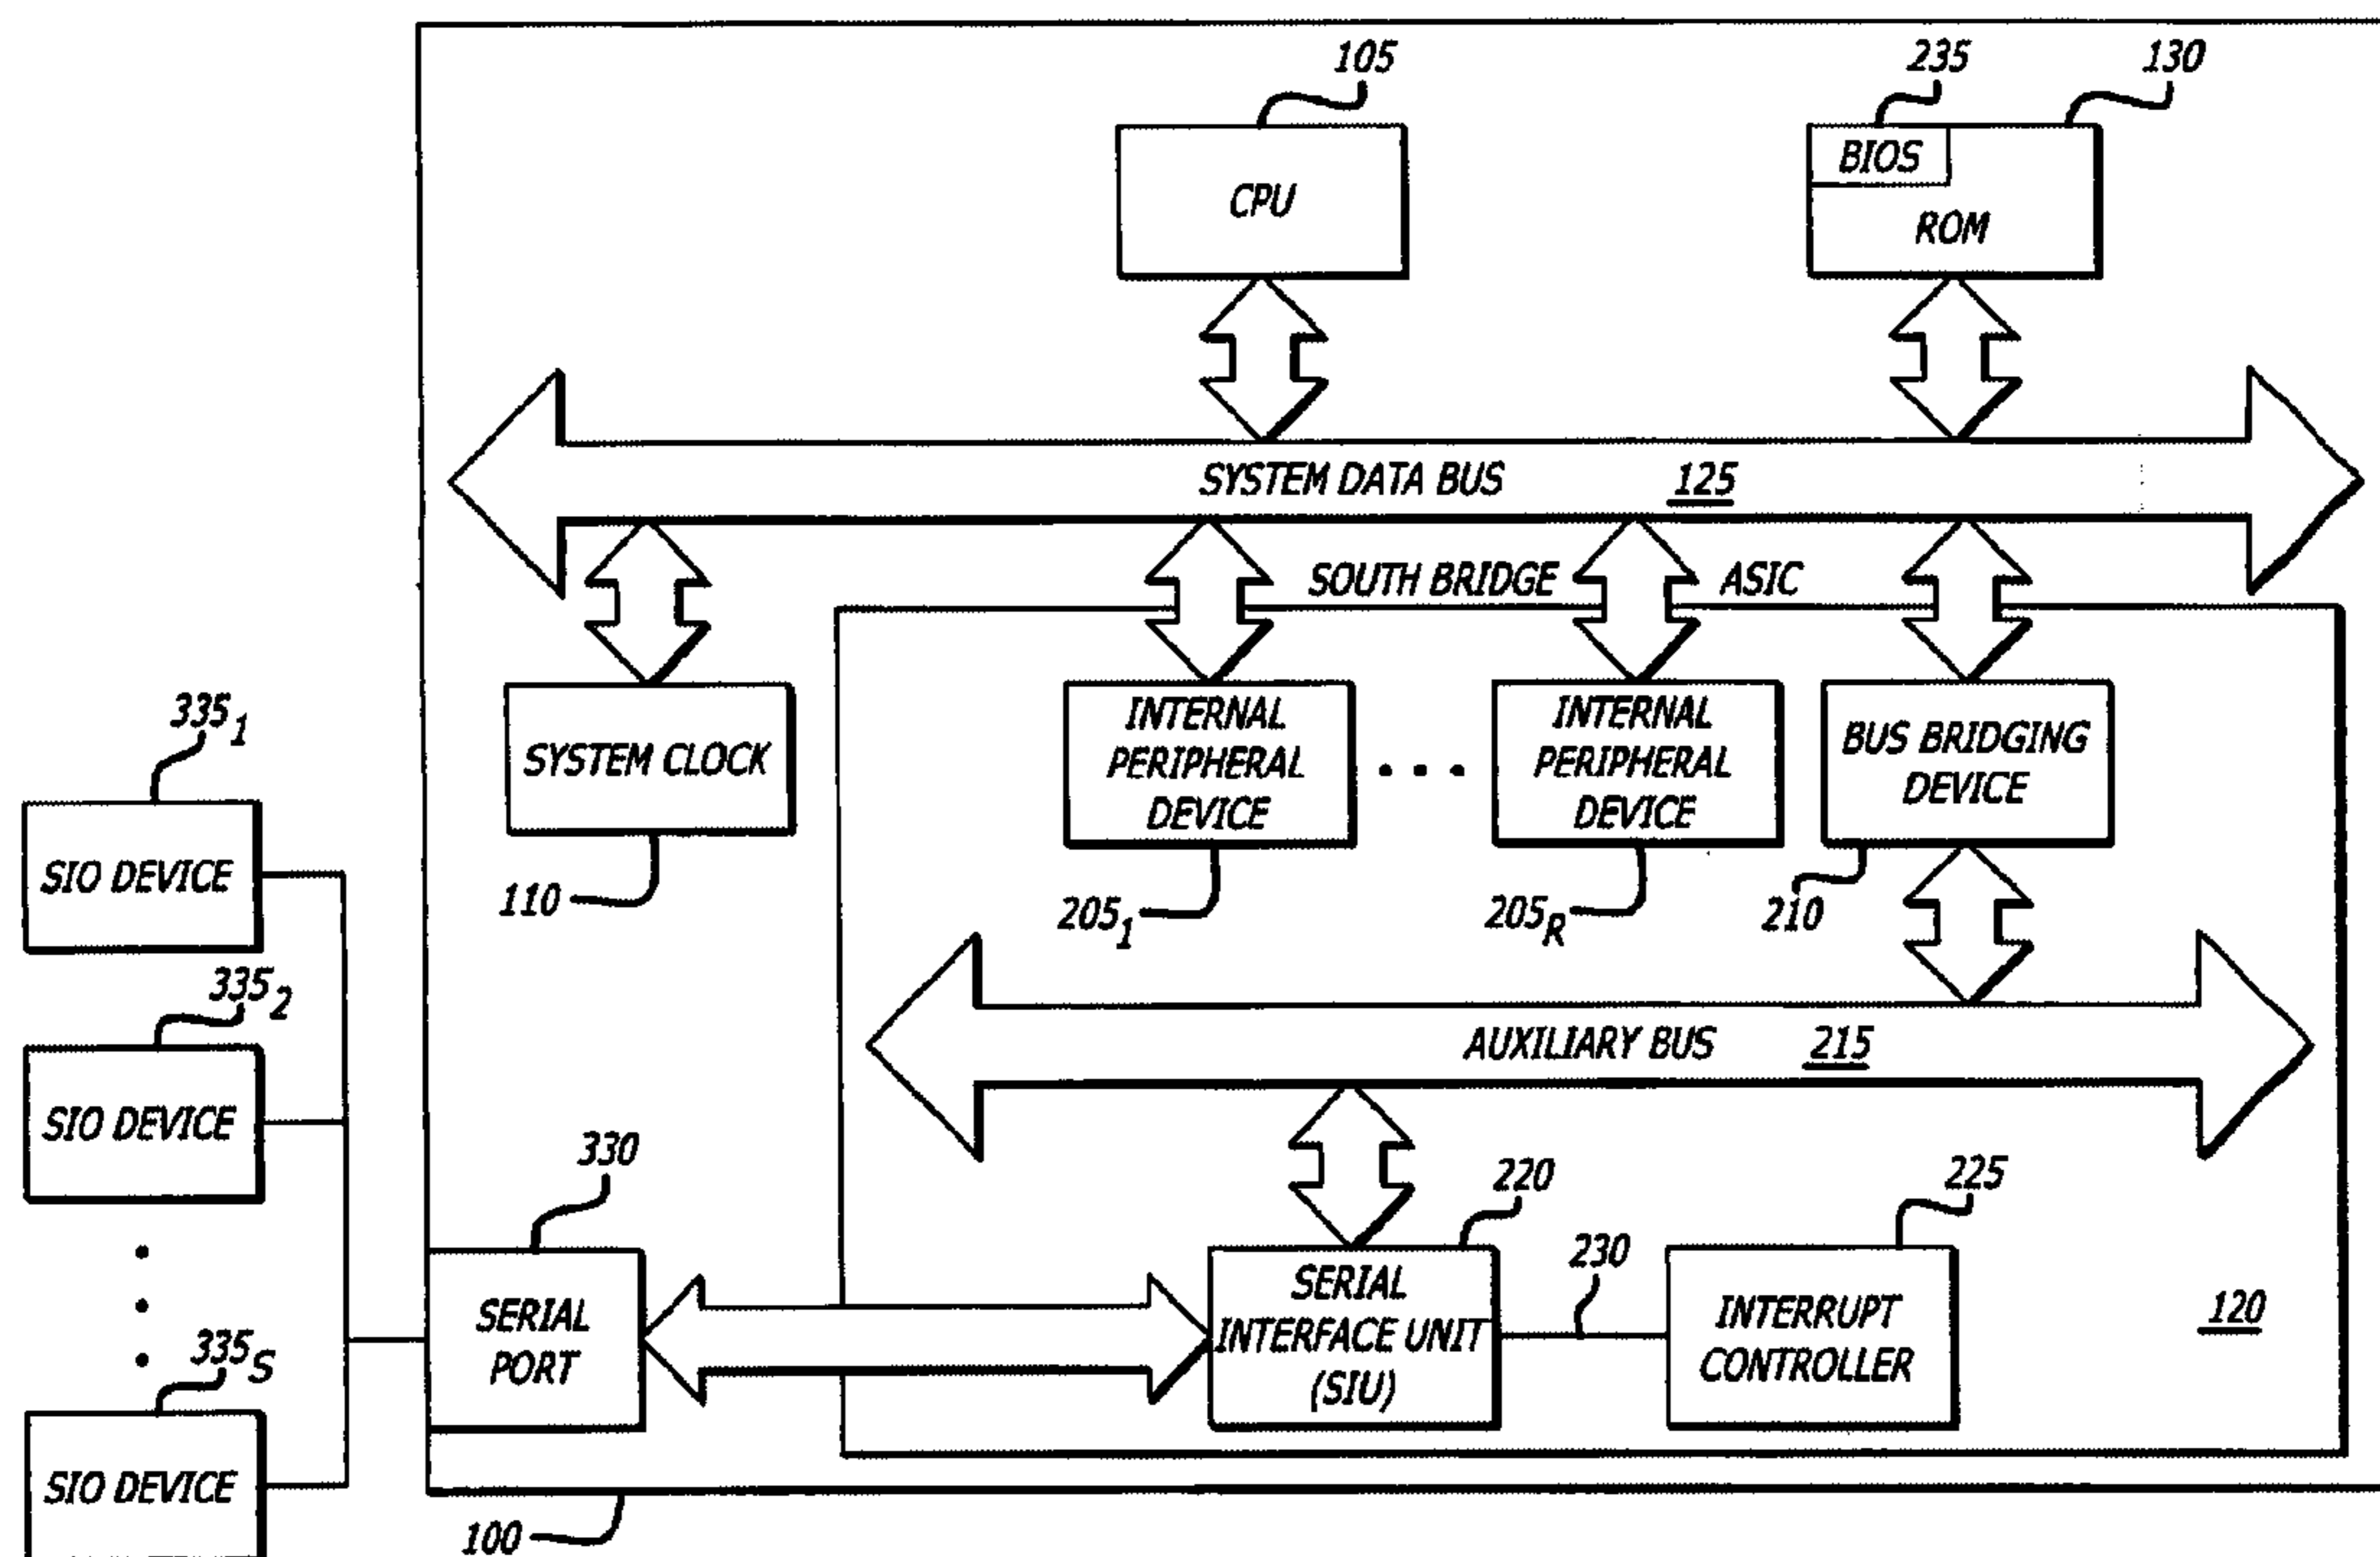 105
235
130
BIOS
CPU
ROM
SYSTEM DATA BUS 125
SOUTH BRIDGE ASIC
335₁
SYSTEM CLOCK
INTERNAL
PERIPHERAL
DEVICE
• • •
INTERNAL
PERIPHERAL
DEVICE
BUS BRIDGING
DEVICE
SIO DEVICE
110
205₁
205R
210
335₂
SIO DEVICE
AUXILIARY BUS 215
330
220
225
230
SERIAL
PORT
SERIAL
INTERFACE UNIT
(SIU)
INTERRUPT
CONTROLLER
120
335S
SIO DEVICE
100